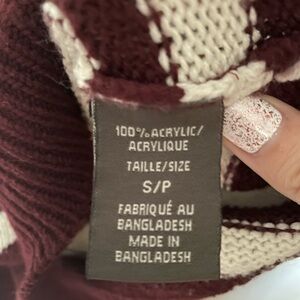 100% ACRYLIC/
ACRYLIQUE
TAILLE/SIZE
S/P
FABRIQUÉ AU
BANGLADESH
MADE IN
BANGLADESH